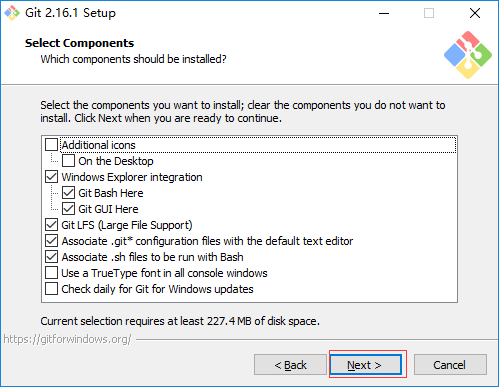 Git 2.16.1 Setup
Select Components
Which components should be installed?
Select the components you want to install; clear the components you do not want to
install. Click Next when you are ready to continue.
Additional icons
On the Desktop
Windows Explorer integration
Git Bash Here
Git GUI Here
Git LFS (Large File Support)
Associate .git* configuration files with the default text editor
Associate .sh files to be run with Bash
Use a TrueType font in all console windows
Check daily for Git for Windows updates
Current selection requires at least 227.4 MB of disk space.
https://gitforwindows.org/
< Back
Next >
Cancel